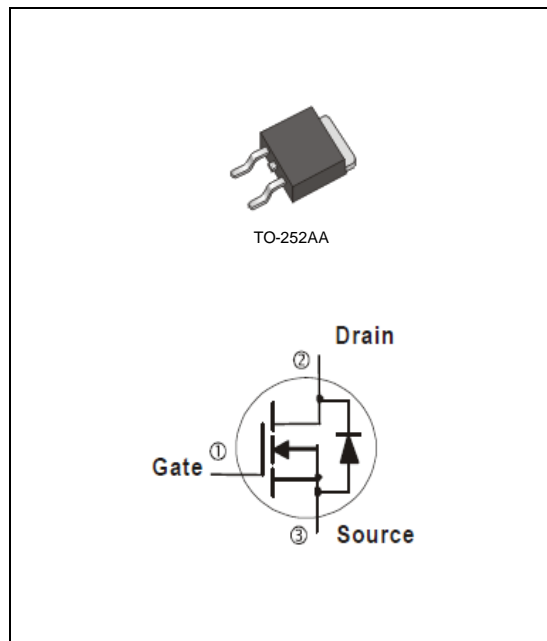 TO-252AA
Drain
②
①
Gate
③
Source